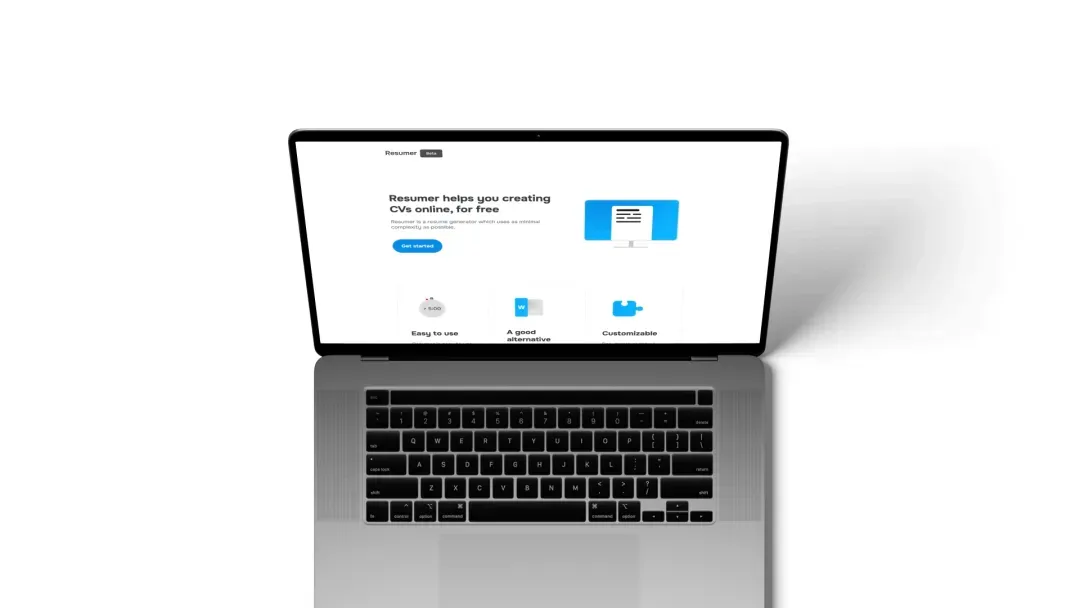 Resumer Beta
Resumer helps you creating
CVs online, for free
Resumer is a resume generator which uses as minimal
complexity as possible.
Get started
5:00
W
Easy to use
A good
alternative
Customizable
esc
1 2 3 4 5 6 7 8 9 0
tab Q W E R T Y U I O P { } |
[ ] \
caps lock A S D F G H J K L : " return
; '
shift Z X C V B N M < > ? shift
, . /
fn control option command command option